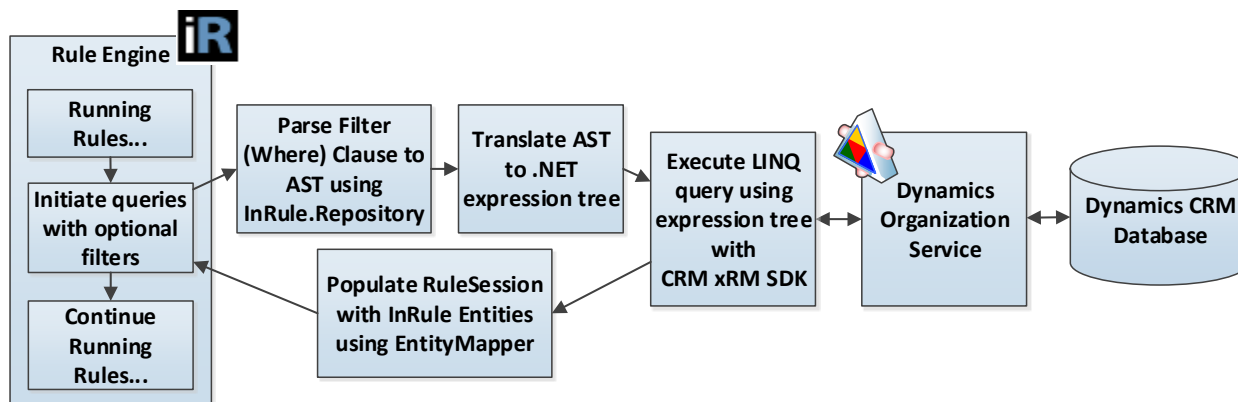 iR
Rule Engine
Running
Rules...
Initiate queries
with optional
filters
Continue
Running
Rules...
Parse Filter
(Where) Clause to
AST using
InRule.Repository
Translate AST
to .NET
expression tree
Execute LINQ
query using
expression tree
with
CRM xRM SDK
Dynamics
Organization
Service
Dynamics CRM
Database
Populate RuleSession
with InRule Entities
using EntityMapper